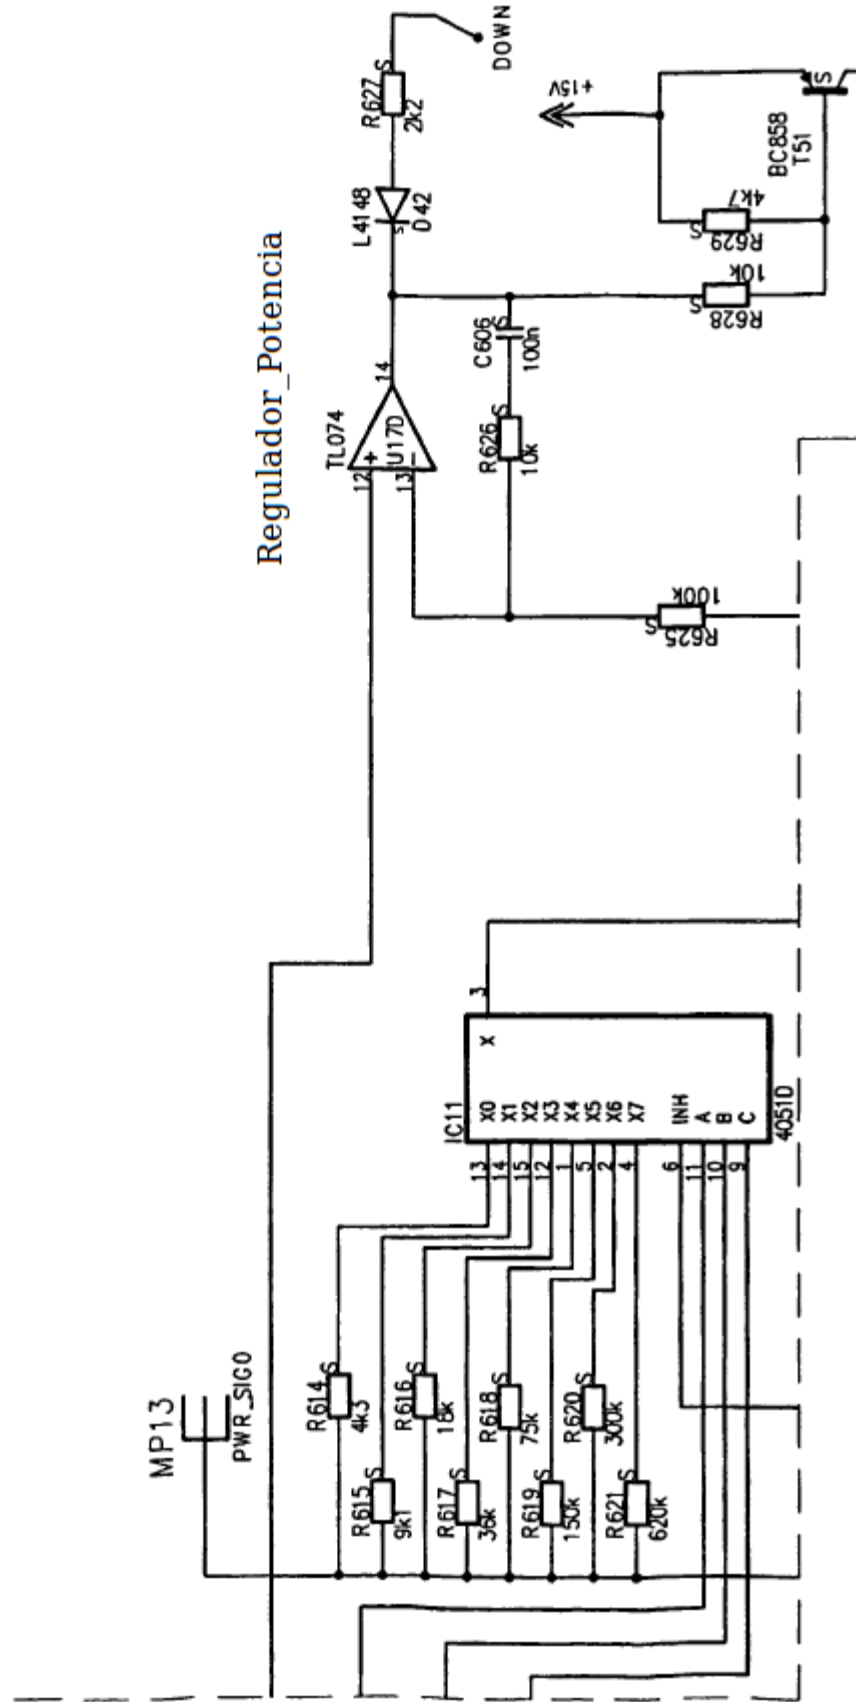 DOWN
R627
2k2
+15V
BC858
T51
L4148
D42
R629
4k7
R628
10k
Regulador_Potencia
C606
100n
14
TL074
U17D
+
-
12
13
R626
10k
R625
100k
3
X
IC11
X0
X1
X2
X3
X4
X5
X6
X7
INH
A
B
C
4051D
13
14
15
12
1
5
2
4
6
11
10
9
MP13
PWR_SIG0
R614
4k3
R616
18k
R618
75k
R620
300k
R615
9k1
R617
36k
R619
150k
R621
620k